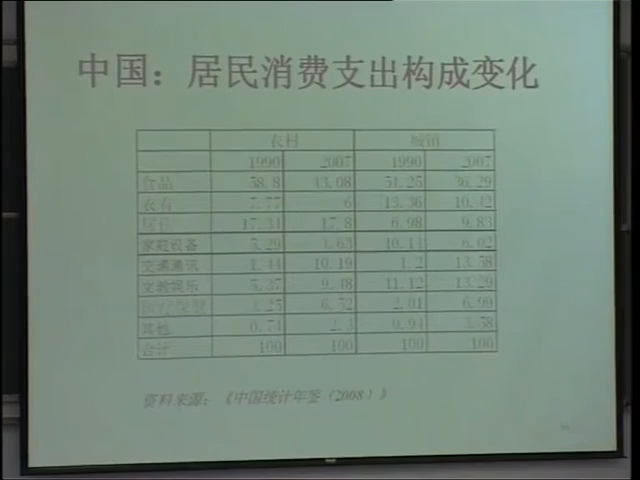 中国：居民消费支出构成变化
农村 城镇
1990 2007 1990 2007
食品 58.8 43.08 54.25 36.29
衣着 7.77 6 13.36 10.42
居住 17.34 17.8 6.98 9.83
家庭设备 5.29 4.63 10.14 6.02
交通通讯 1.44 10.19 1.2 13.58
文教娱乐 5.37 9.48 11.12 13.29
医疗保健 3.25 6.52 2.01 6.99
其他 0.74 2.3 0.94 3.58
合计 100 100 100 100
资料来源：《中国统计年鉴（2008）》